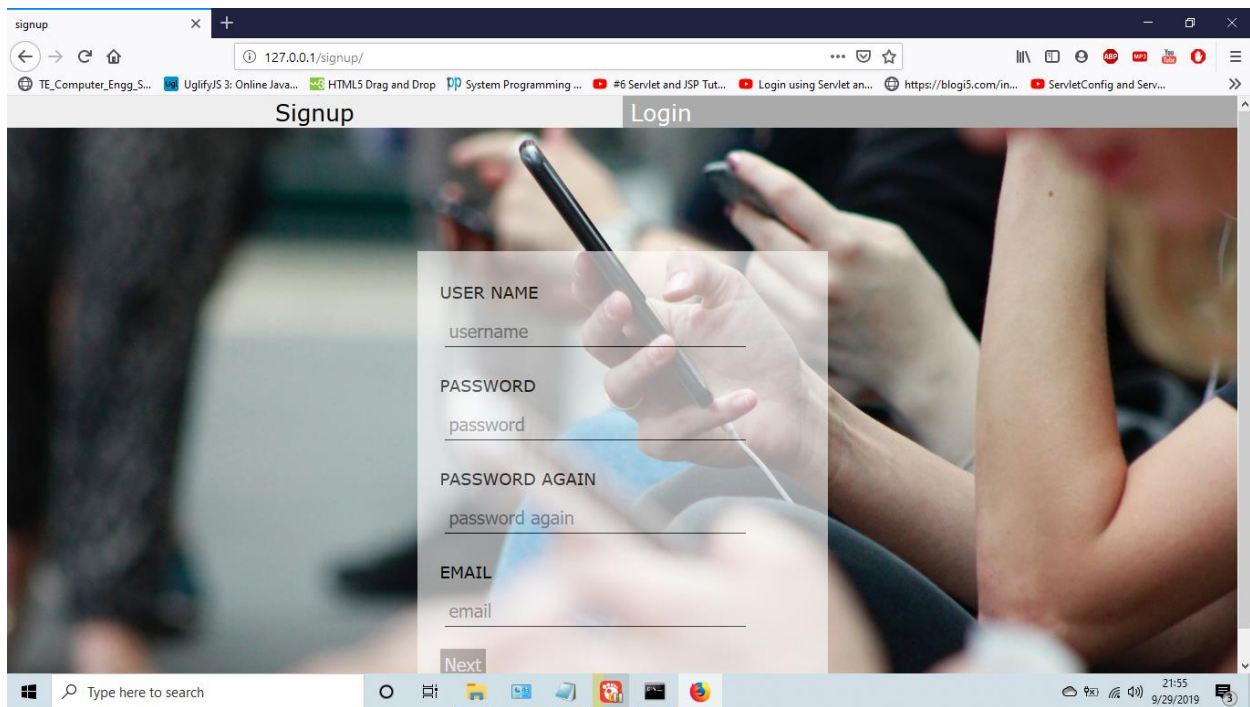 signup
127.0.0.1/signup/
TE_Computer_Engg_S... Ugl UglifyJS 3: Online Java... HTML5 Drag and Drop System Programming ... #6 Servlet and JSP Tut... Login using Servlet an... https://blogi5.com/in... ServletConfig and Serv...
Signup Login
USER NAME
username
PASSWORD
password
PASSWORD AGAIN
password again
EMAIL
email
Next
Type here to search
21:55
9/29/2019